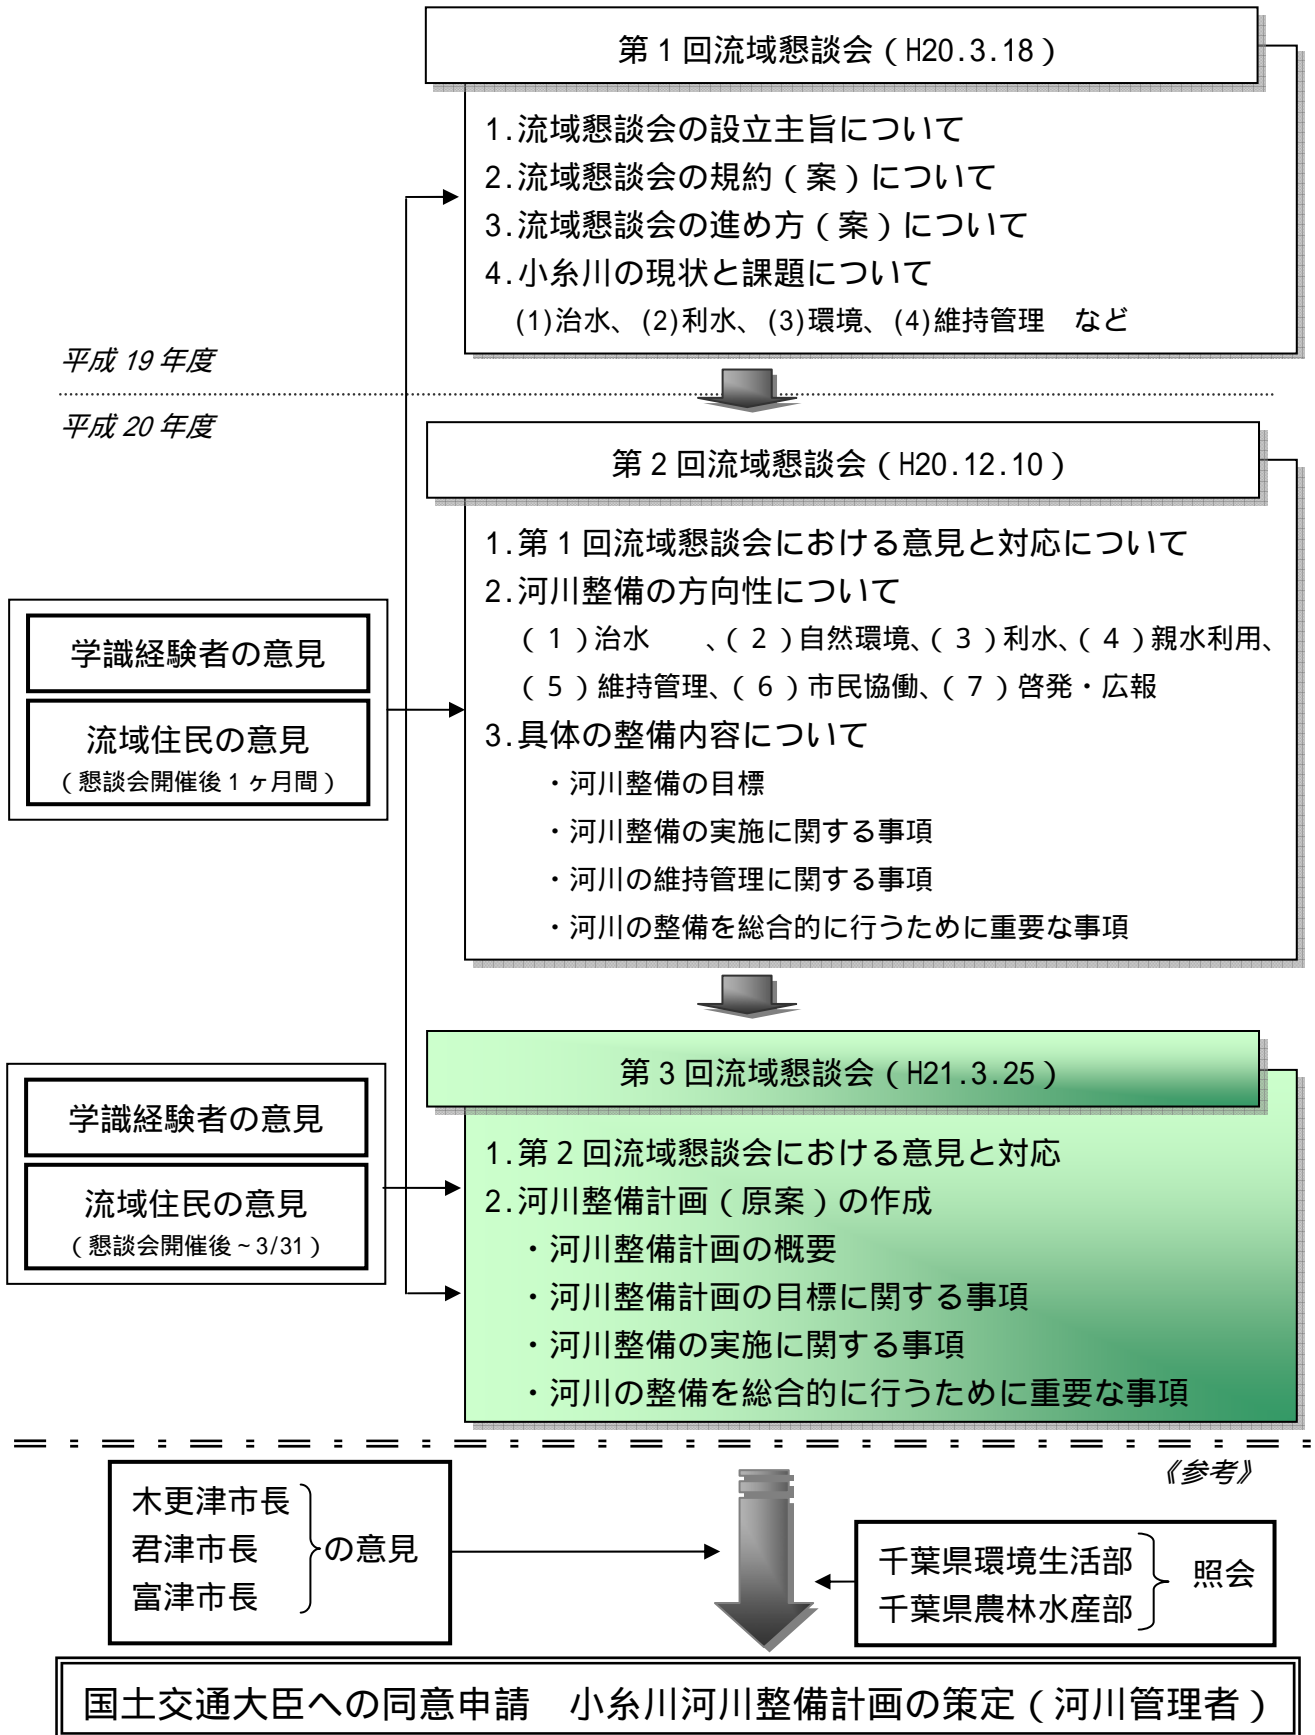 第1回流域懇談会(H20.3.18)
1.流域懇談会の設立主旨について
2.流域懇談会の規約(案)について
3.流域懇談会の進め方(案)について
4.小糸川の現状と課題について
(1)治水、(2)利水、(3)環境、(4)維持管理　など
平成19年度
平成20年度
第2回流域懇談会(H20.12.10)
1.第1回流域懇談会における意見と対応について
2.河川整備の方向性について
(1)治水　、(2)自然環境、(3)利水、(4)親水利用、
(5)維持管理、(6)市民協働、(7)啓発・広報
3.具体の整備内容について
・河川整備の目標
・河川整備の実施に関する事項
・河川の維持管理に関する事項
・河川の整備を総合的に行うために重要な事項
学識経験者の意見
流域住民の意見
(懇談会開催後1ヶ月間)
第3回流域懇談会(H21.3.25)
1.第2回流域懇談会における意見と対応
2.河川整備計画(原案)の作成
・河川整備計画の概要
・河川整備計画の目標に関する事項
・河川整備の実施に関する事項
・河川の整備を総合的に行うために重要な事項
学識経験者の意見
流域住民の意見
(懇談会開催後~3/31)
《参考》
木更津市長
君津市長
富津市長
の意見
千葉県環境生活部
千葉県農林水産部
照会
国土交通大臣への同意申請　小糸川河川整備計画の策定(河川管理者)